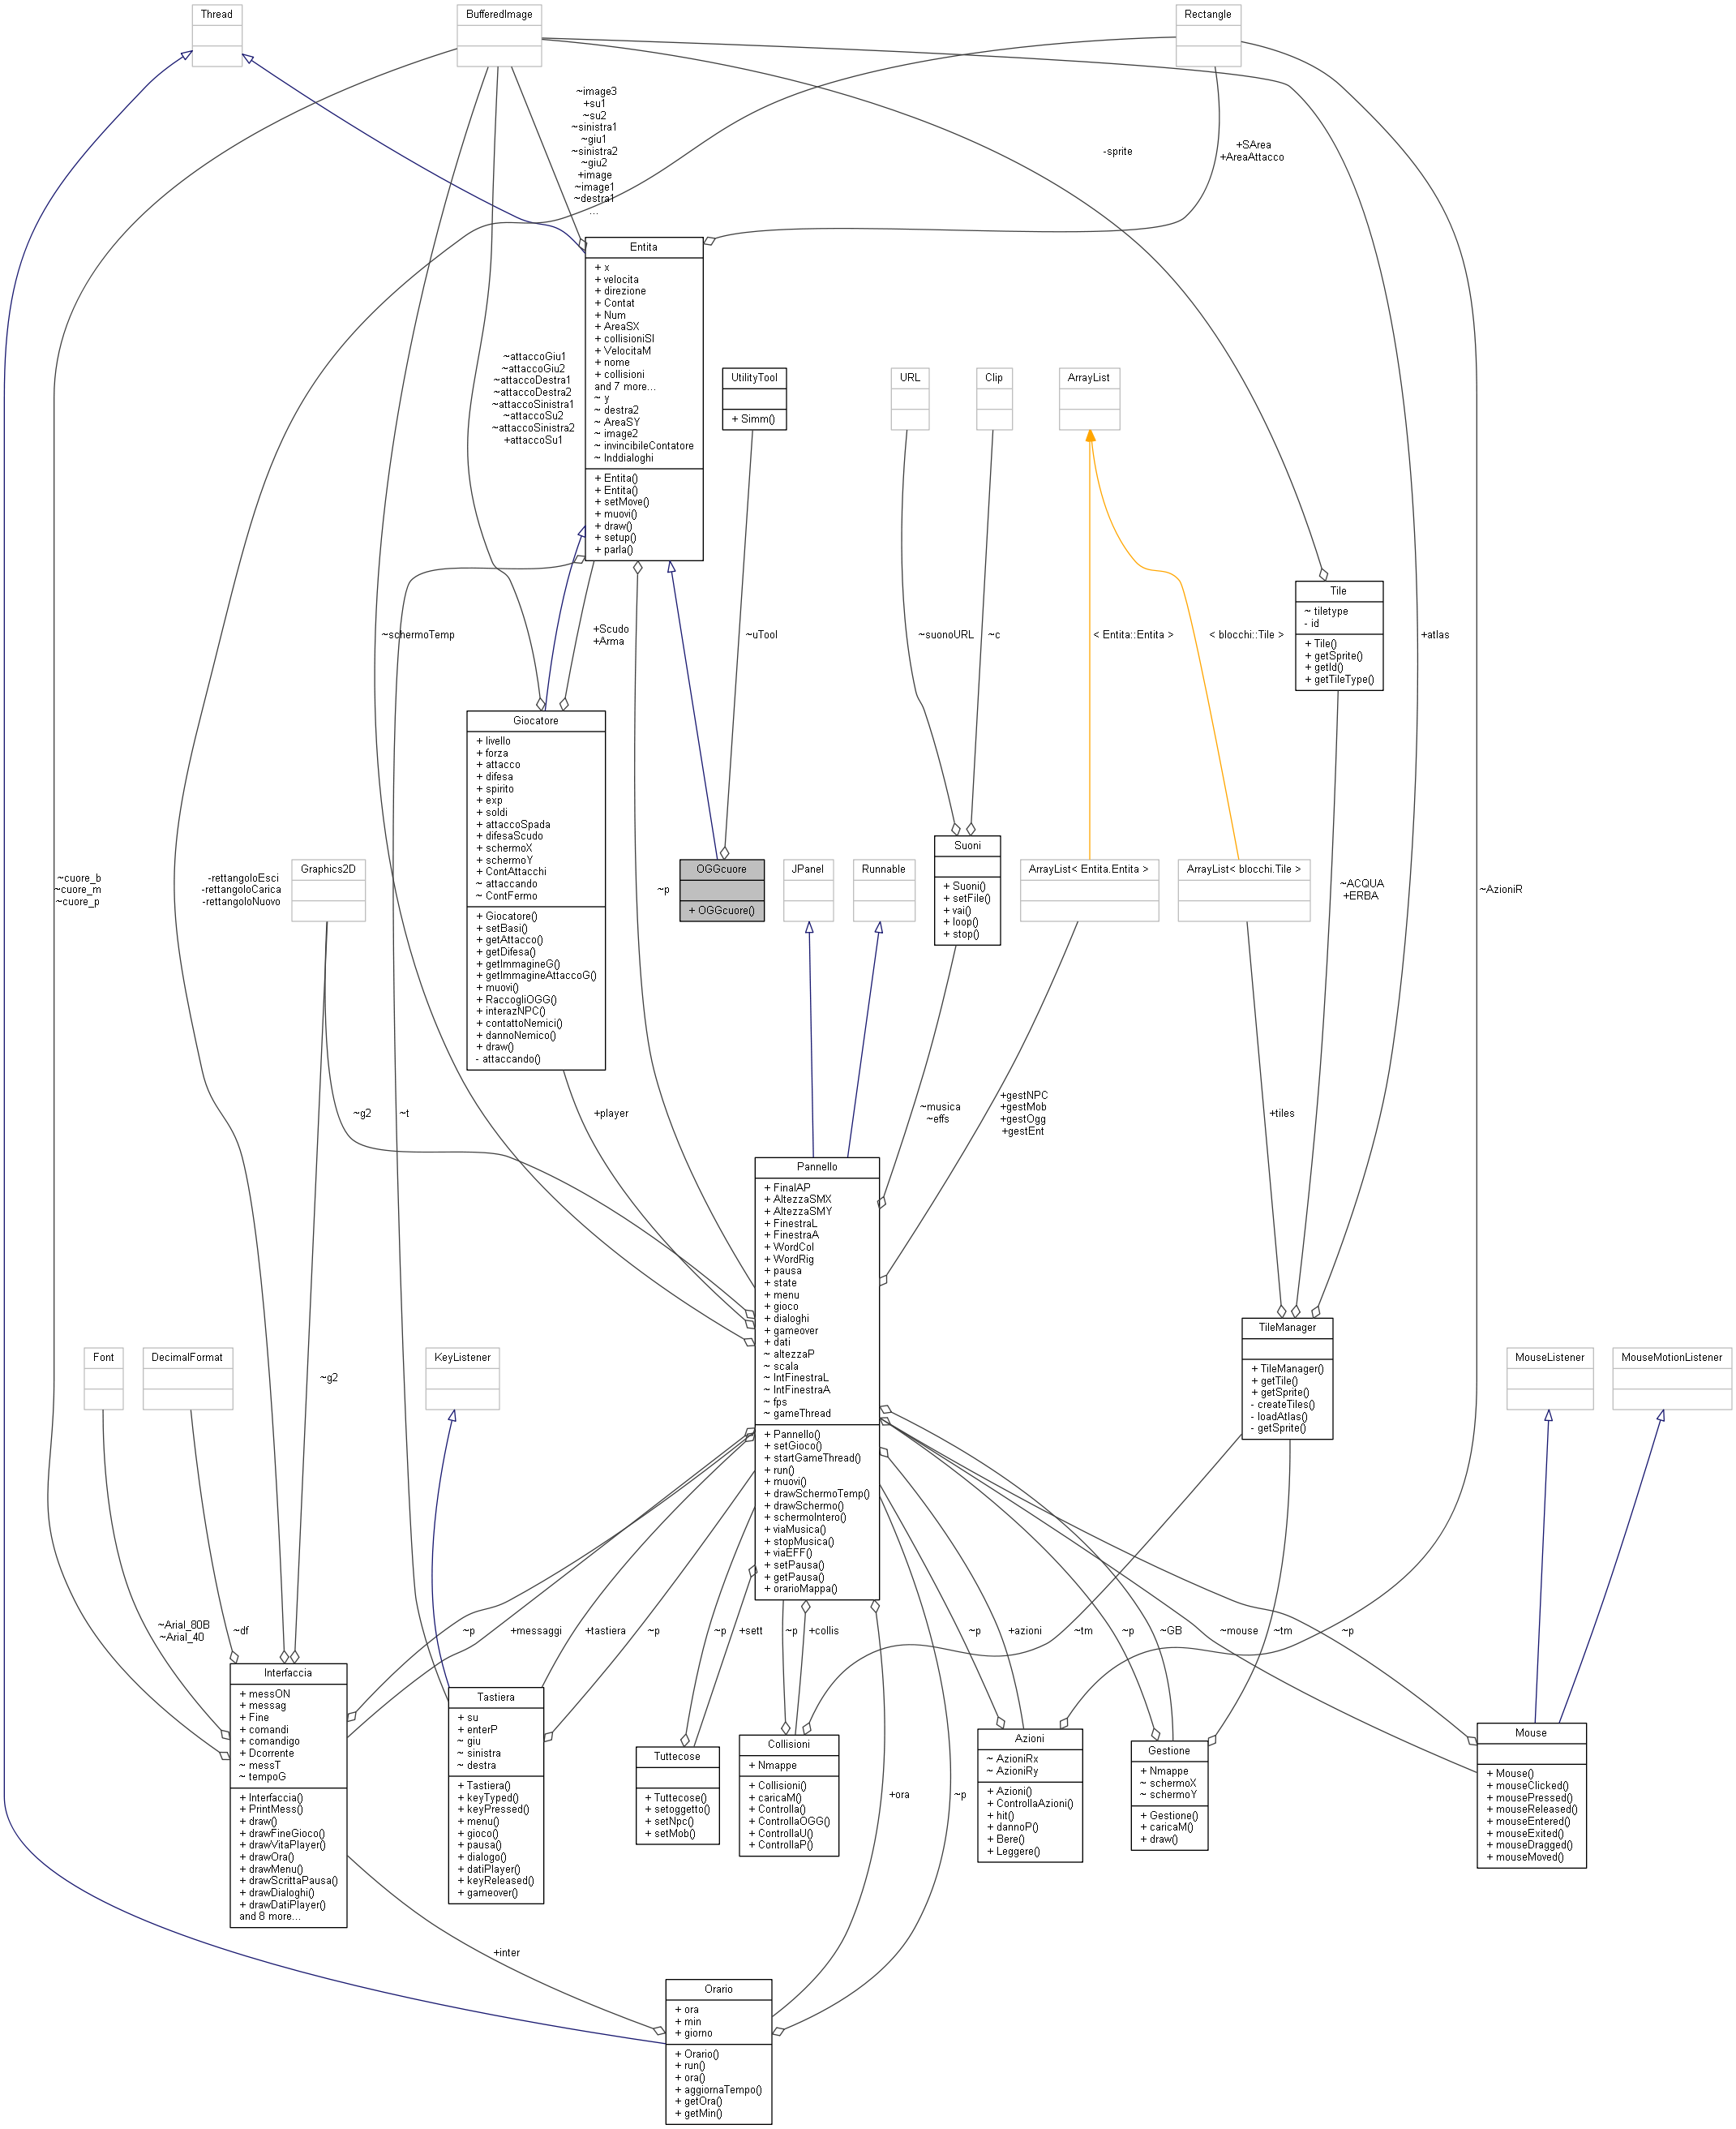 Thread
BufferedImage
Rectangle
~image3
+su1
~su2
~sinistra1
~giu1
~sinistra2
~giu2
+image
~image1
~destra1
...
-sprite
+SArea
+AreaAttacco
Entita
+ x
+ velocita
+ direzione
+ Contat
+ Num
+ AreaSX
+ collisioniSI
+ VelocitaM
+ nome
+ collisioni
and 7 more...
~ y
~ destra2
~ AreaSY
~ image2
~ invincibileContatore
~ Inddialoghi
+ Entita()
+ Entita()
+ setMove()
+ muovi()
+ draw()
+ setup()
+ parla()
~attaccoGiu1
~attaccoGiu2
~attaccoDestra1
~attaccoDestra2
~attaccoSinistra1
~attaccoSu2
~attaccoSinistra2
+attaccoSu1
UtilityTool
+ Simm()
URL
Clip
ArrayList
Tile
~ tiletype
- id
+ Tile()
+ getSprite()
+ getId()
+ getTileType()
~schermoTemp
+Scudo
+Arma
~uTool
~suonoURL
~c
< Entita::Entita >
< blocchi::Tile >
+atlas
Giocatore
+ livello
+ forza
+ attacco
+ difesa
+ spirito
+ exp
+ soldi
+ attaccoSpada
+ difesaScudo
+ schermoX
+ schermoY
+ ContAttacchi
~ attaccando
~ ContFermo
+ Giocatore()
+ setBasi()
+ getAttacco()
+ getDifesa()
+ getImmagineG()
+ getImmagineAttaccoG()
+ muovi()
+ RaccogliOGG()
+ interazNPC()
+ contattoNemici()
+ dannoNemico()
+ draw()
- attaccando()
~cuore_b
~cuore_m
~cuore_p
-rettangoloEsci
-rettangoloCarica
-rettangoloNuovo
Graphics2D
~p
OGGcuore
+ OGGcuore()
JPanel
Runnable
Suoni
+ Suoni()
+ setFile()
+ vai()
+ loop()
+ stop()
ArrayList< Entita.Entita >
ArrayList< blocchi.Tile >
~ACQUA
+ERBA
~AzioniR
~g2
~t
+player
~musica
~effs
+gestNPC
+gestMob
+gestOgg
+gestEnt
+tiles
Pannello
+ FinalAP
+ AltezzaSMX
+ AltezzaSMY
+ FinestraL
+ FinestraA
+ WordCol
+ WordRig
+ pausa
+ state
+ menu
+ gioco
+ dialoghi
+ gameover
+ dati
~ altezzaP
~ scala
~ IntFinestraL
~ IntFinestraA
~ fps
~ gameThread
+ Pannello()
+ setGioco()
+ startGameThread()
+ run()
+ muovi()
+ drawSchermoTemp()
+ drawSchermo()
+ schermoIntero()
+ viaMusica()
+ stopMusica()
+ viaEFF()
+ setPausa()
+ getPausa()
+ orarioMappa()
TileManager
+ TileManager()
+ getTile()
+ getSprite()
- createTiles()
- loadAtlas()
- getSprite()
Font
DecimalFormat
~g2
KeyListener
MouseListener
MouseMotionListener
~Arial_80B
~Arial_40
~df
~p
+messaggi
+tastiera
~p
~p
+sett
~p
+collis
~p
+azioni
~tm
~p
~GB
~mouse
~tm
~p
Interfaccia
+ messON
+ messag
+ Fine
+ comandi
+ comandigo
+ Dcorrente
~ messT
~ tempoG
+ Interfaccia()
+ PrintMess()
+ draw()
+ drawFineGioco()
+ drawVitaPlayer()
+ drawOra()
+ drawMenu()
+ drawScrittaPausa()
+ drawDialoghi()
+ drawDatiPlayer()
and 8 more...
Tastiera
+ su
+ enterP
~ giu
~ sinistra
~ destra
+ Tastiera()
+ keyTyped()
+ keyPressed()
+ menu()
+ gioco()
+ pausa()
+ dialogo()
+ datiPlayer()
+ keyReleased()
+ gameover()
Tuttecose
+ Tuttecose()
+ setoggetto()
+ setNpc()
+ setMob()
Collisioni
+ Nmappe
+ Collisioni()
+ caricaM()
+ Controlla()
+ ControllaOGG()
+ ControllaU()
+ ControllaP()
+ora
~p
Azioni
~ AzioniRx
~ AzioniRy
+ Azioni()
+ ControllaAzioni()
+ hit()
+ dannoP()
+ Bere()
+ Leggere()
Gestione
+ Nmappe
~ schermoX
~ schermoY
+ Gestione()
+ caricaM()
+ draw()
Mouse
+ Mouse()
+ mouseClicked()
+ mousePressed()
+ mouseReleased()
+ mouseEntered()
+ mouseExited()
+ mouseDragged()
+ mouseMoved()
+inter
Orario
+ ora
+ min
+ giorno
+ Orario()
+ run()
+ ora()
+ aggiornaTempo()
+ getOra()
+ getMin()